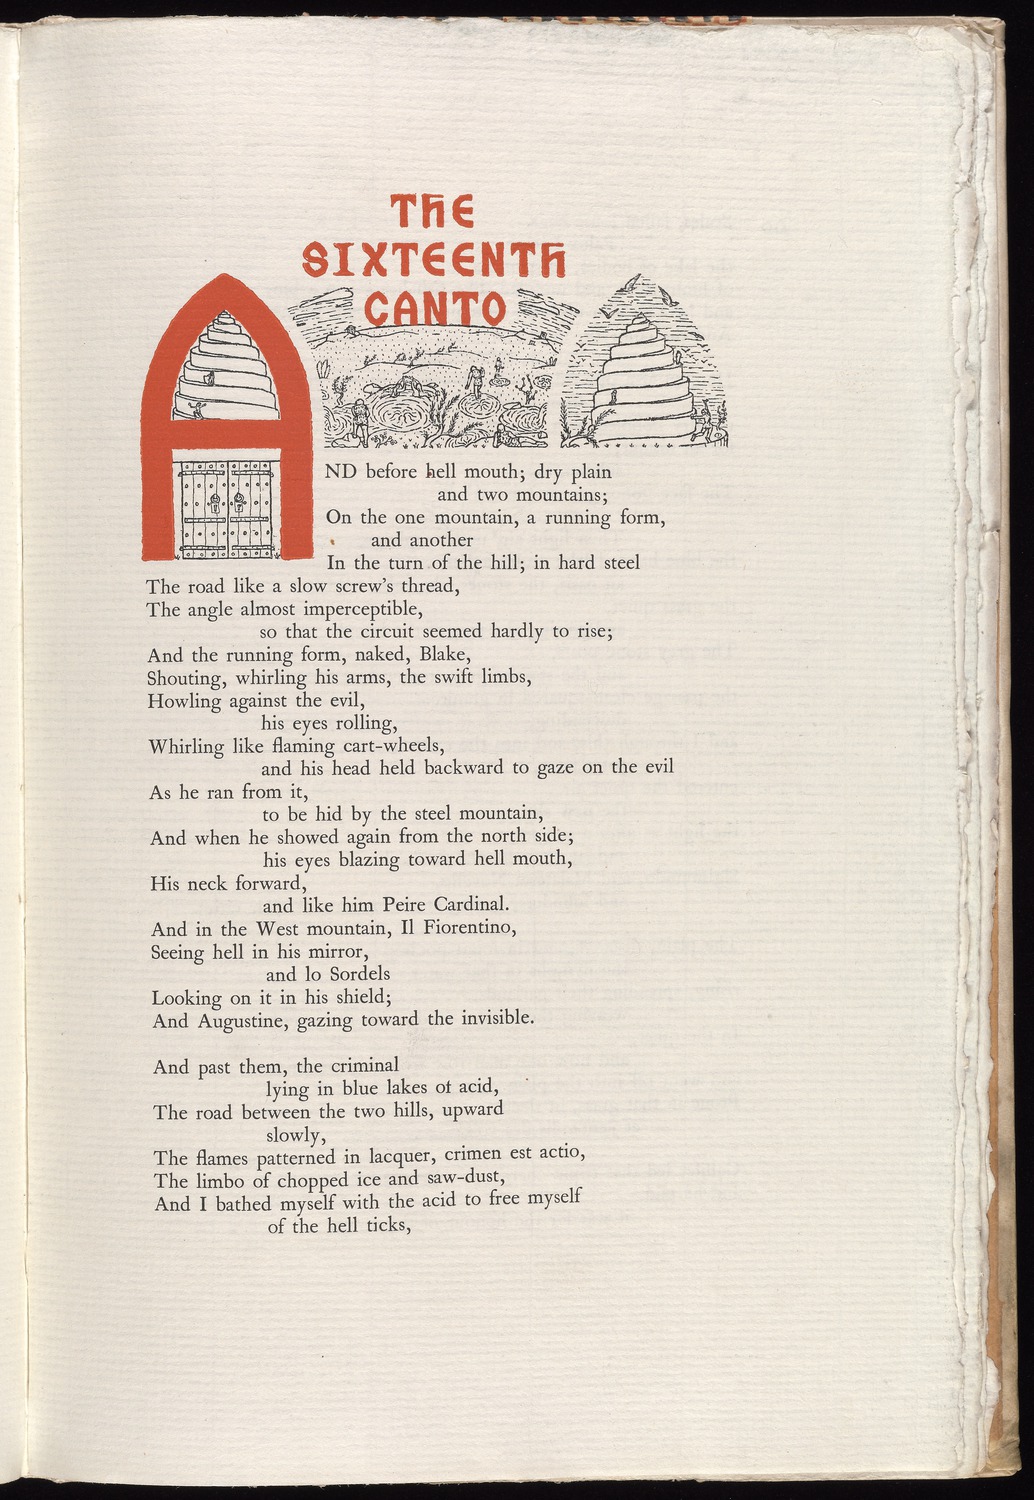 THE
SIXTEENTH
CANTO
AND before hell mouth; dry plain
and two mountains;
On the one mountain, a running form,
and another
In the turn of the hill; in hard steel
The road like a slow screw's thread,
The angle almost imperceptible,
so that the circuit seemed hardly to rise;
And the running form, naked, Blake,
Shouting, whirling his arms, the swift limbs,
Howling against the evil,
his eyes rolling,
Whirling like flaming cart-wheels,
and his head held backward to gaze on the evil
As he ran from it,
to be hid by the steel mountain,
And when he showed again from the north side;
his eyes blazing toward hell mouth,
His neck forward,
and like him Peire Cardinal.
And in the West mountain, Il Fiorentino,
Seeing hell in his mirror,
and lo Sordels
Looking on it in his shield;
And Augustine, gazing toward the invisible.
And past them, the criminal
lying in blue lakes of acid,
The road between the two hills, upward
slowly,
The flames patterned in lacquer, crimen est actio,
The limbo of chopped ice and saw-dust,
And I bathed myself with the acid to free myself
of the hell ticks,